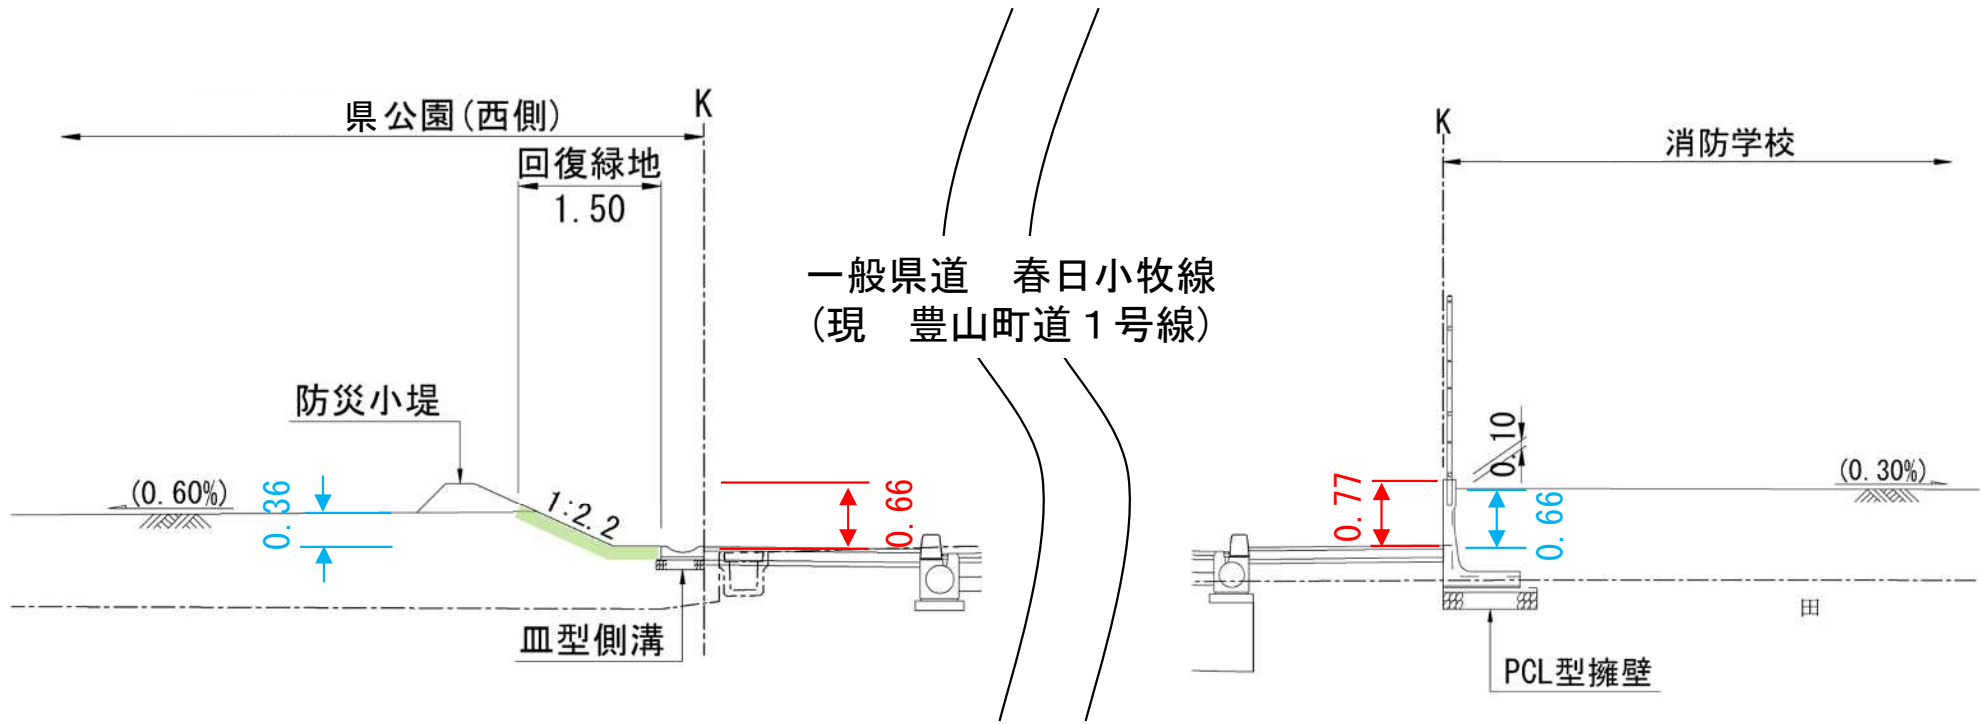 県公園(西側)
K
回復緑地
1.50
K
消防学校
一般県道　春日小牧線
(現　豊山町道１号線)
防災小堤
(0.60%)
0.36
1:2.2
0.66
0.77
0.10
0.66
(0.30%)
田
皿型側溝
PCL型擁壁